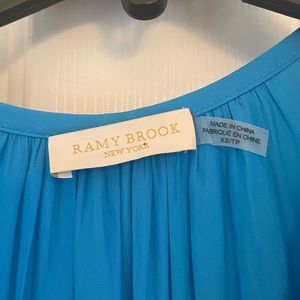 RAMY BROOK
NEW YORK
MADE IN CHINA
FABRIQUÉ EN CHINE
XS/TP